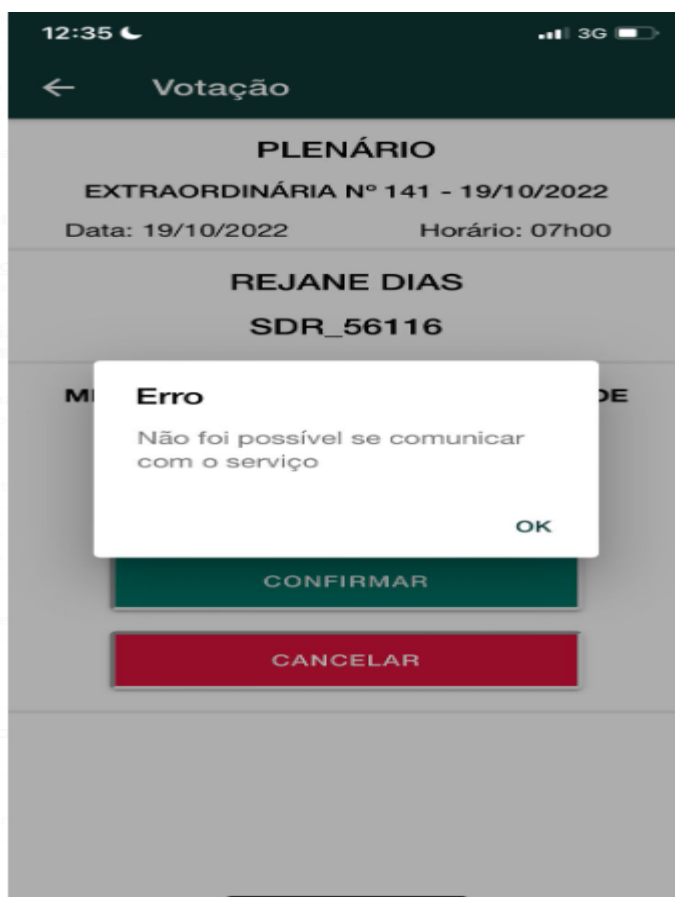 12:35
3G
Votação
PLENÁRIO
EXTRAORDINÁRIA Nº 141 - 19/10/2022
Data: 19/10/2022 Horário: 07h00
REJANE DIAS
SDR_56116
Erro
Não foi possível se comunicar
com o serviço
OK
CONFIRMAR
CANCELAR